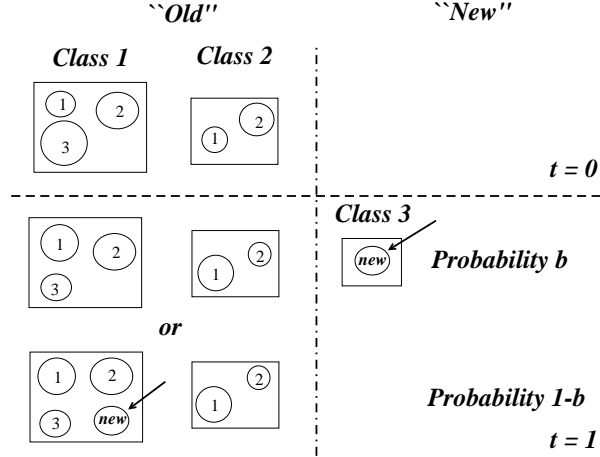 ``Old" ``New"
Class 1 Class 2
1 2 3
1 2
t = 0
Class 3
1 2 3
1 2
new
Probability b
or
1 2
3 new
1 2
Probability 1-b
t = 1